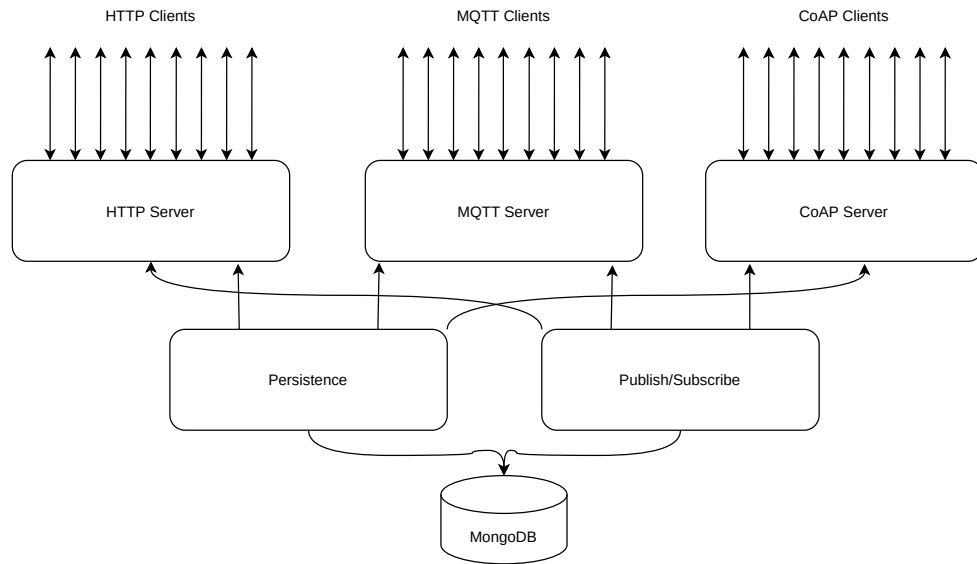 HTTP Clients
MQTT Clients
CoAP Clients
HTTP Server
MQTT Server
CoAP Server
Persistence
Publish/Subscribe
MongoDB